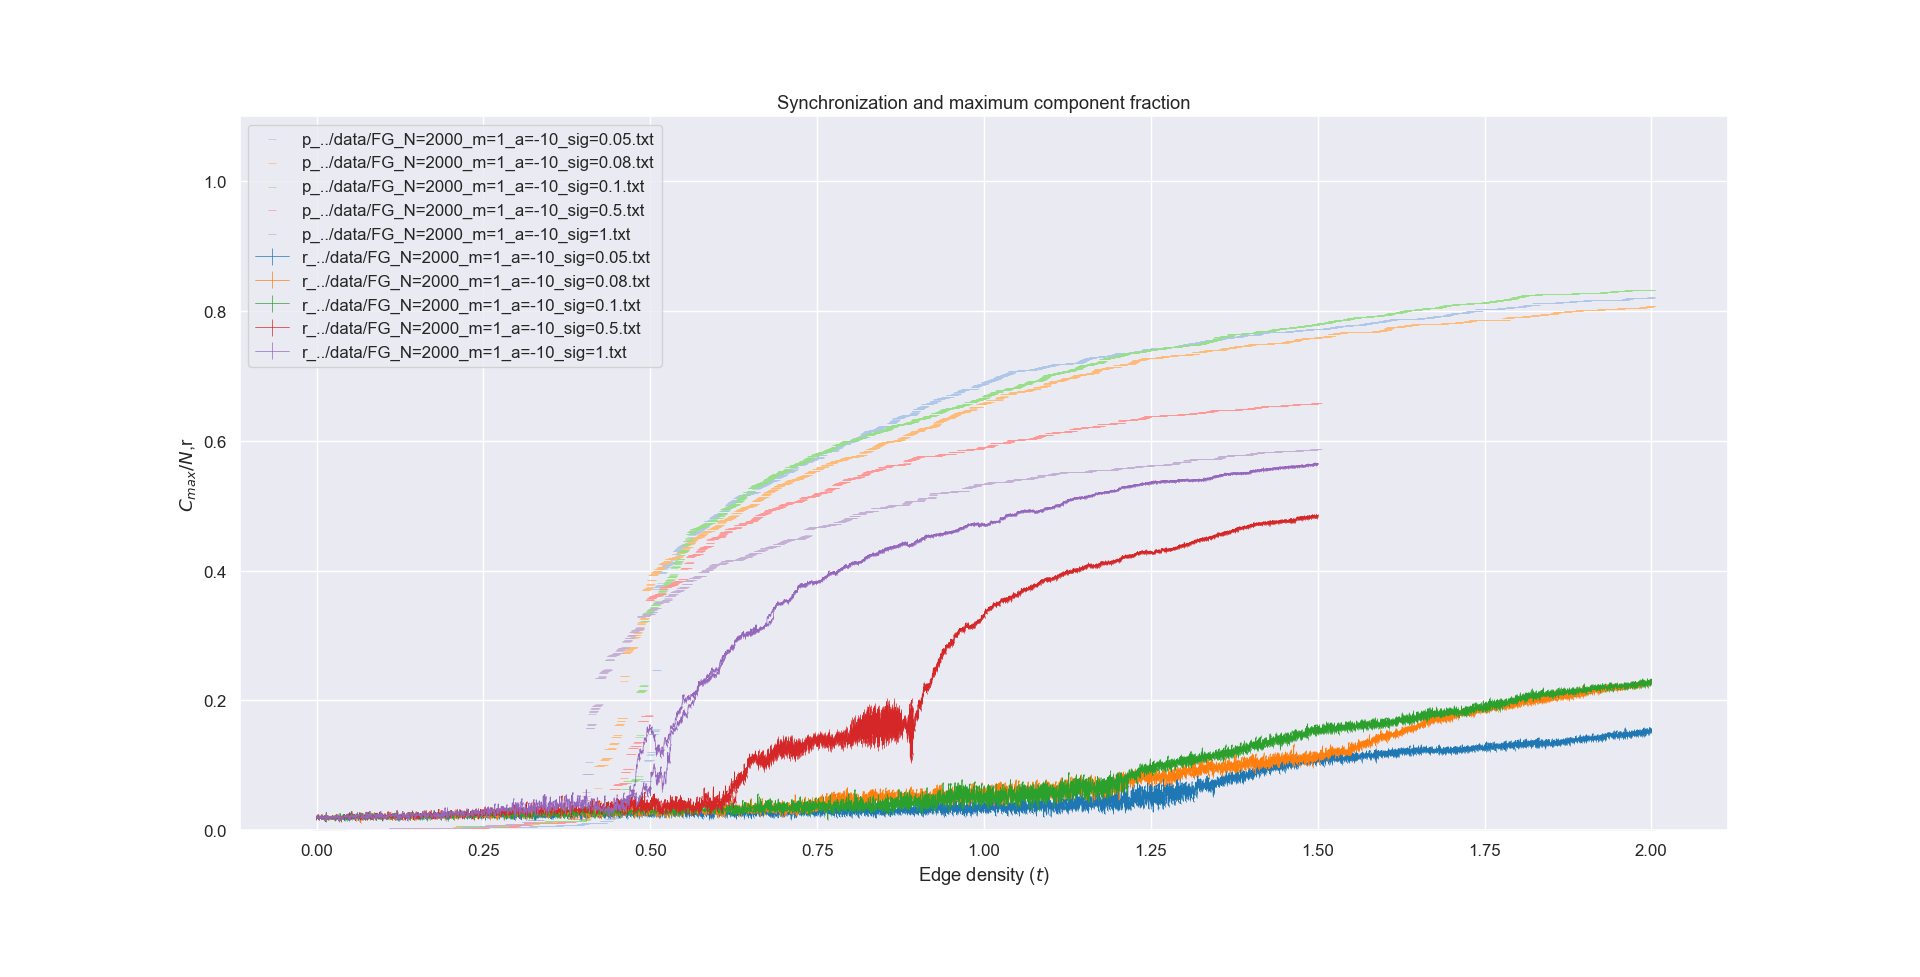 Synchronization and maximum component fraction
p_../data/FG_N=2000_m=1_a=-10_sig=0.05.txt
p_../data/FG_N=2000_m=1_a=-10_sig=0.08.txt
p_../data/FG_N=2000_m=1_a=-10_sig=0.1.txt
p_../data/FG_N=2000_m=1_a=-10_sig=0.5.txt
p_../data/FG_N=2000_m=1_a=-10_sig=1.txt
r_../data/FG_N=2000_m=1_a=-10_sig=0.05.txt
r_../data/FG_N=2000_m=1_a=-10_sig=0.08.txt
r_../data/FG_N=2000_m=1_a=-10_sig=0.1.txt
r_../data/FG_N=2000_m=1_a=-10_sig=0.5.txt
r_../data/FG_N=2000_m=1_a=-10_sig=1.txt
1.0
0.8
0.6
0.4
0.2
0.0
C_max/N,r
0.00 0.25 0.50 0.75 1.00 1.25 1.50 1.75 2.00
Edge density (t)